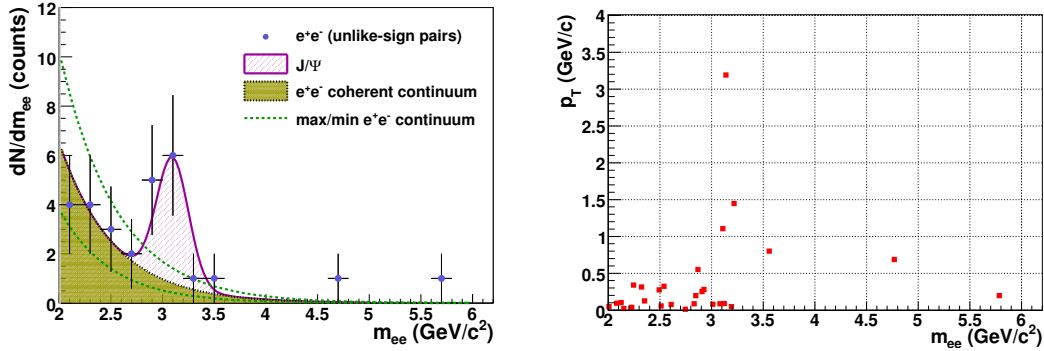 dN/dm_ee (counts)
12
10
8
6
4
2
0
e⁺e⁻ (unlike-sign pairs)
J/Ψ
e⁺e⁻ coherent continuum
max/min e⁺e⁻ continuum
2 2.5 3 3.5 4 4.5 5 5.5 6
m_ee (GeV/c²)
p_T (GeV/c)
4
3.5
3
2.5
2
1.5
1
0.5
0
2 2.5 3 3.5 4 4.5 5 5.5 6
m_ee (GeV/c²)